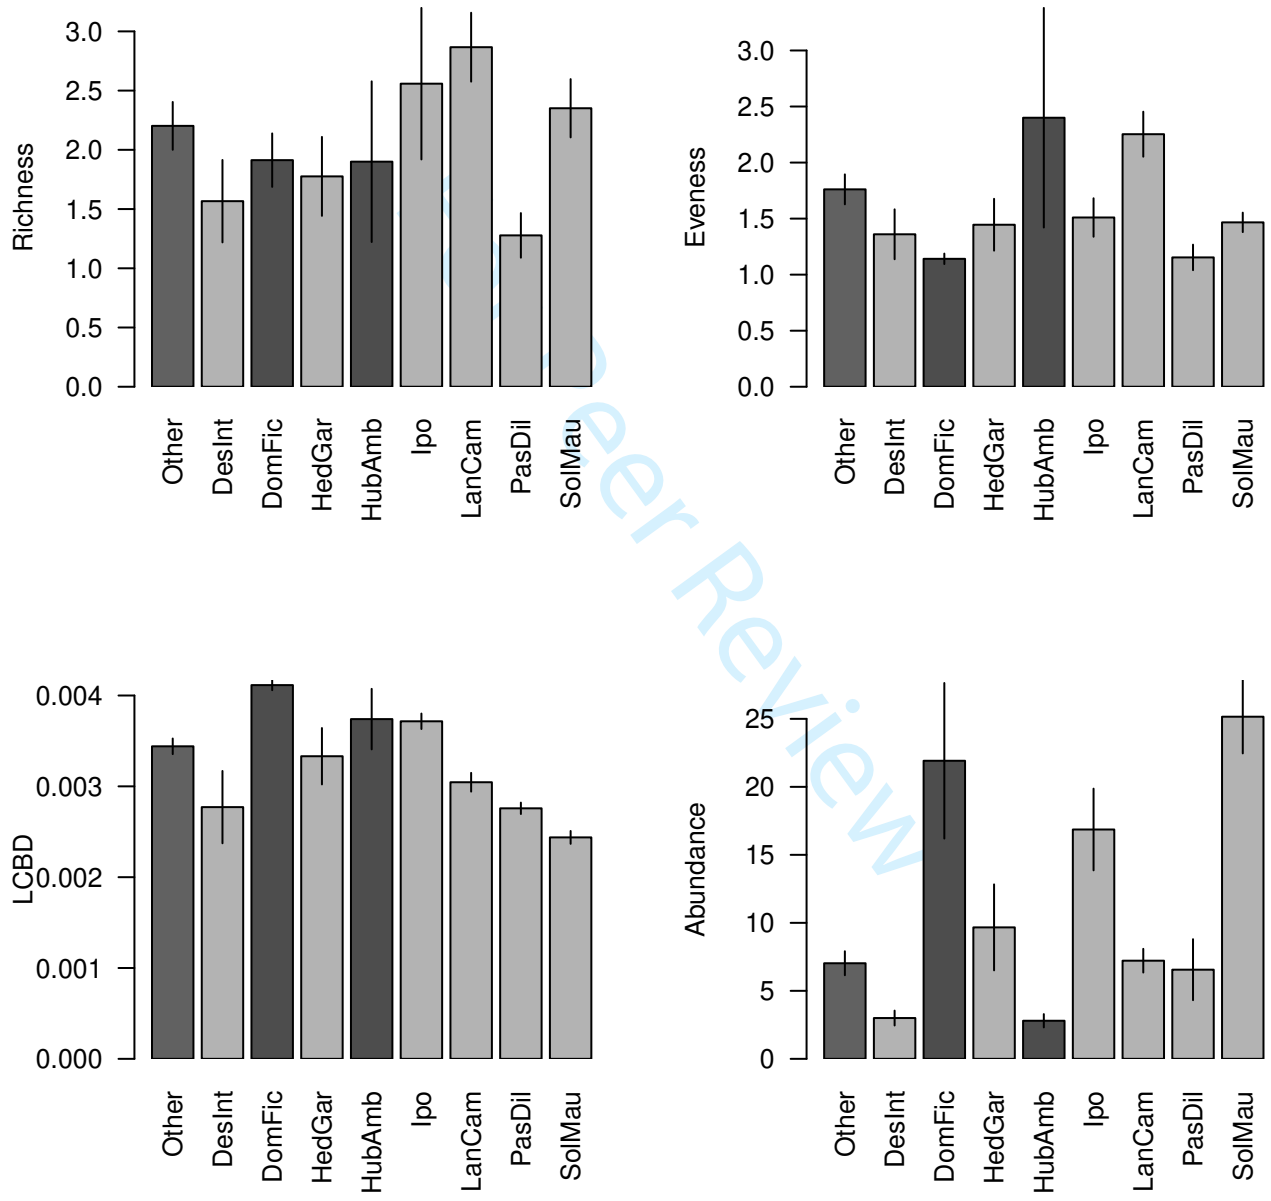 Richness
3.0
2.5
2.0
1.5
1.0
0.5
0.0
Other
DesInt
DomFic
HedGar
HubAmb
Ipo
LanCam
PasDil
SolMau
Eveness
3.0
2.5
2.0
1.5
1.0
0.5
0.0
Other
DesInt
DomFic
HedGar
HubAmb
Ipo
LanCam
PasDil
SolMau
Peer Review
LCBD
0.004
0.003
0.002
0.001
0.000
Other
DesInt
DomFic
HedGar
HubAmb
Ipo
LanCam
PasDil
SolMau
Abundance
25
20
15
10
5
0
Other
DesInt
DomFic
HedGar
HubAmb
Ipo
LanCam
PasDil
SolMau